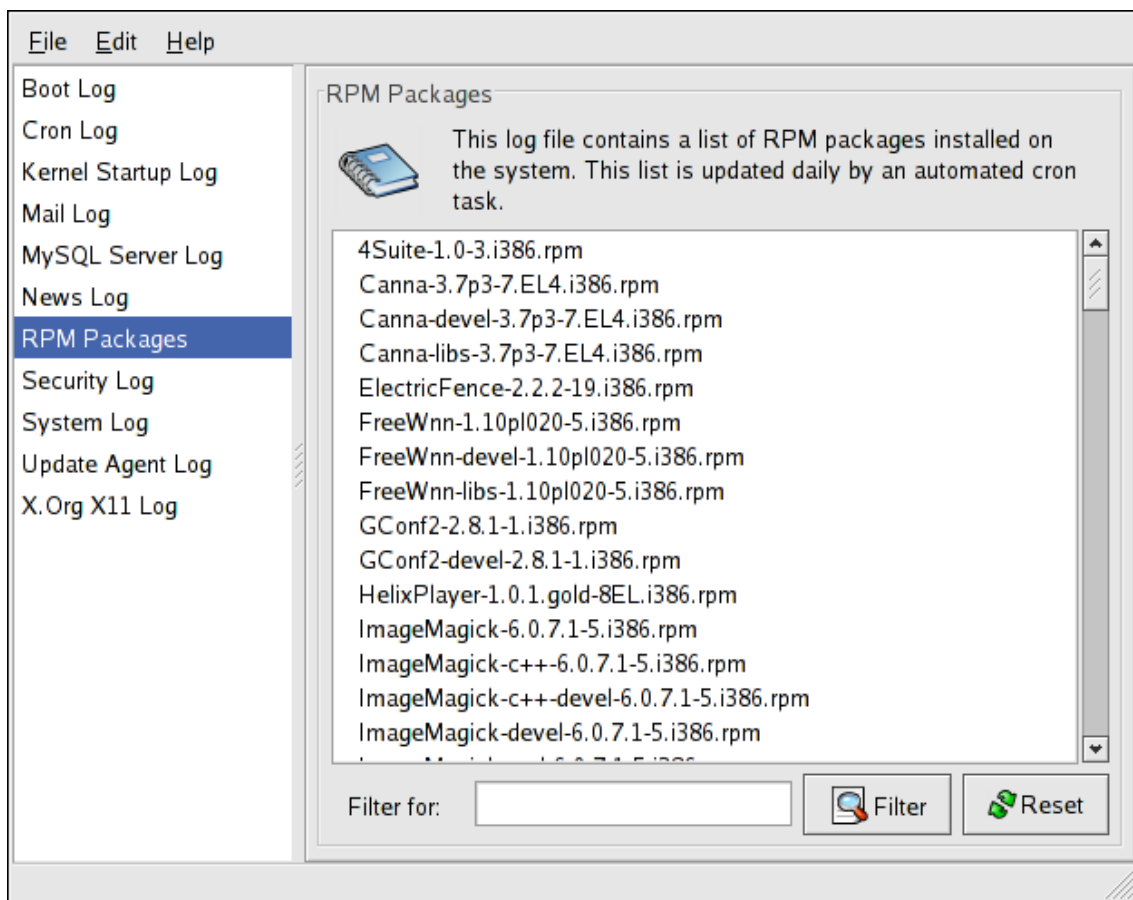 File Edit Help
Boot Log
Cron Log
Kernel Startup Log
Mail Log
MySQL Server Log
News Log
RPM Packages
Security Log
System Log
Update Agent Log
X.Org X11 Log
RPM Packages
This log file contains a list of RPM packages installed on
the system. This list is updated daily by an automated cron
task.
4Suite-1.0-3.i386.rpm
Canna-3.7p3-7.EL4.i386.rpm
Canna-devel-3.7p3-7.EL4.i386.rpm
Canna-libs-3.7p3-7.EL4.i386.rpm
ElectricFence-2.2.2-19.i386.rpm
FreeWnn-1.10pl020-5.i386.rpm
FreeWnn-devel-1.10pl020-5.i386.rpm
FreeWnn-libs-1.10pl020-5.i386.rpm
GConf2-2.8.1-1.i386.rpm
GConf2-devel-2.8.1-1.i386.rpm
HelixPlayer-1.0.1.gold-8EL.i386.rpm
ImageMagick-6.0.7.1-5.i386.rpm
ImageMagick-c++-6.0.7.1-5.i386.rpm
ImageMagick-c++-devel-6.0.7.1-5.i386.rpm
ImageMagick-devel-6.0.7.1-5.i386.rpm
Filter for:
Filter
Reset